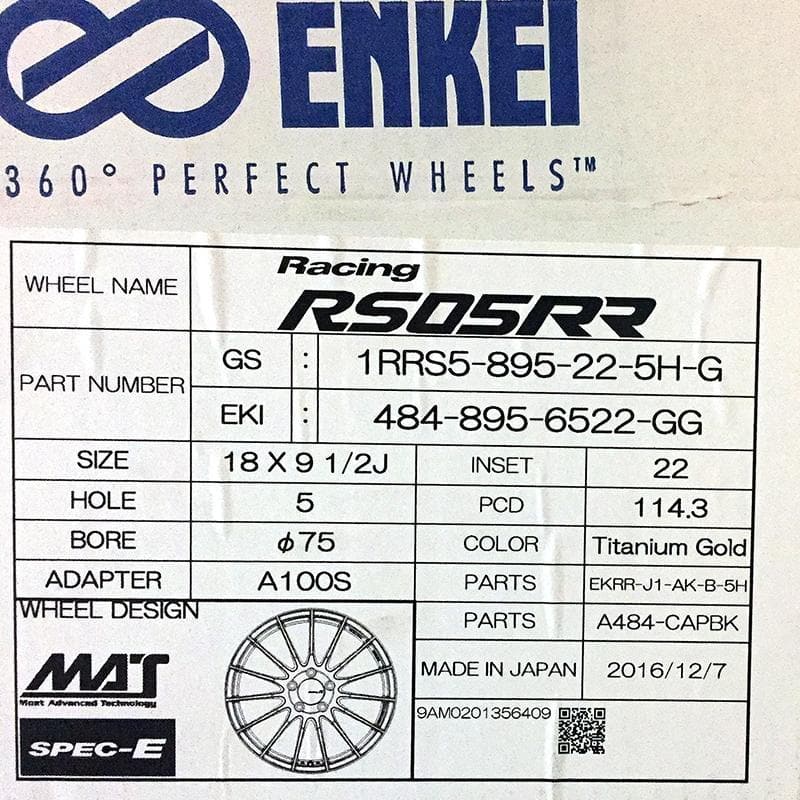 ENKEI
360° PERFECT WHEELS™
WHEEL NAME
Racing
RS05RR
PART NUMBER
GS : 1RRS5-895-22-5H-G
EKI : 484-895-6522-GG
SIZE 18 X 9 1/2J INSET 22
HOLE 5 PCD 114.3
BORE φ75 COLOR Titanium Gold
ADAPTER A100S PARTS EKRR-J1-AK-B-5H
WHEEL DESIGN PARTS A484-CAPBK
MAT
Most Advanced Technology
SPEC-E
MADE IN JAPAN 2016/12/7
9AM0201356409